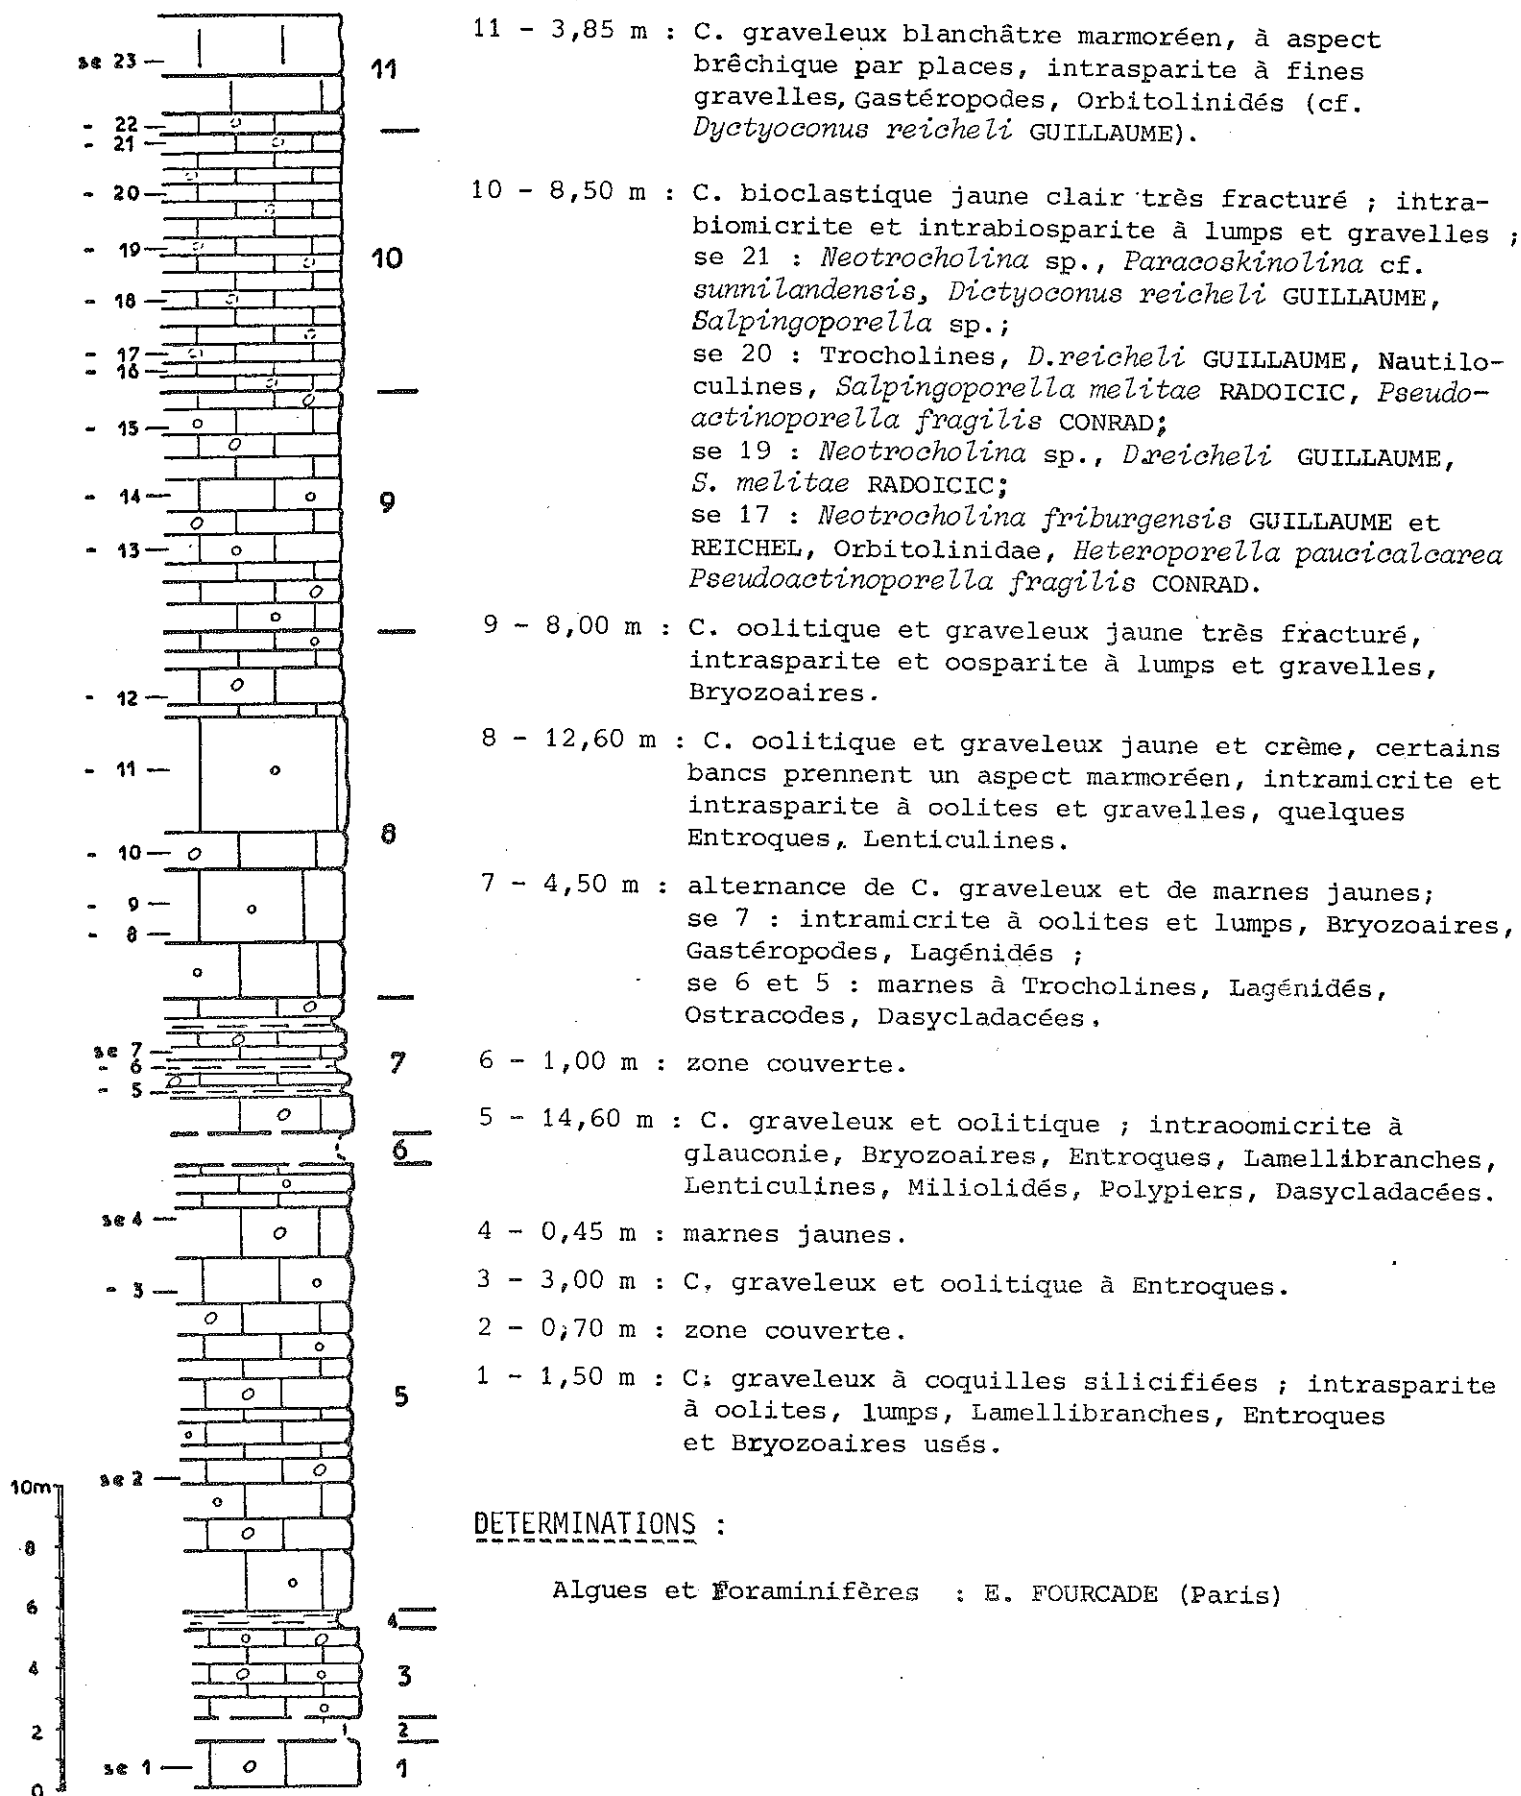 11 - 3,85 m : C. graveleux blanchâtre marmoréen, à aspect
brêchique par places, intrasparite à fines
gravelles, Gastéropodes, Orbitolinidés (cf.
Dyctyoconus reicheli GUILLAUME).
10 - 8,50 m : C. bioclastique jaune clair très fracturé ; intra-
biomicrite et intrabiosparite à lumps et gravelles ;
se 21 : Neotrocholina sp., Paracoskinolina cf.
sunnilandensis, Dictyoconus reicheli GUILLAUME,
Salpingoporella sp.;
se 20 : Trocholines, D.reicheli GUILLAUME, Nautilo-
culines, Salpingoporella melitae RADOICIC, Pseudo-
actinoporella fragilis CONRAD;
se 19 : Neotrocholina sp., D.reicheli GUILLAUME,
S. melitae RADOICIC;
se 17 : Neotrocholina friburgensis GUILLAUME et
REICHEL, Orbitolinidae, Heteroporella paucicalcarea
Pseudoactinoporella fragilis CONRAD.
9 - 8,00 m : C. oolitique et graveleux jaune très fracturé,
intrasparite et oosparite à lumps et gravelles,
Bryozoaires.
8 - 12,60 m : C. oolitique et graveleux jaune et crème, certains
bancs prennent un aspect marmoréen, intramicrite et
intrasparite à oolites et gravelles, quelques
Entroques, Lenticulines.
7 - 4,50 m : alternance de C. graveleux et de marnes jaunes;
se 7 : intramicrite à oolites et lumps, Bryozoaires,
Gastéropodes, Lagénidés ;
se 6 et 5 : marnes à Trocholines, Lagénidés,
Ostracodes, Dasycladacées.
6 - 1,00 m : zone couverte.
5 - 14,60 m : C. graveleux et oolitique ; intraoomicrite à
glauconie, Bryozoaires, Entroques, Lamellibranches,
Lenticulines, Miliolidés, Polypiers, Dasycladacées.
4 - 0,45 m : marnes jaunes.
3 - 3,00 m : C. graveleux et oolitique à Entroques.
2 - 0,70 m : zone couverte.
1 - 1,50 m : C. graveleux à coquilles silicifiées ; intrasparite
à oolites, lumps, Lamellibranches, Entroques
et Bryozoaires usés.
DETERMINATIONS :
Algues et Foraminifères : E. FOURCADE (Paris)
se 23
11
- 22
- 21
- 20
- 19
10
- 18
- 17
- 16
- 15
- 14
9
- 13
- 12
- 11
8
- 10
- 9
- 8
se 7
- 6
7
- 5
6
se 4
- 3
5
se 2
10m
8
6
4
4
3
2
2
se 1
1
0